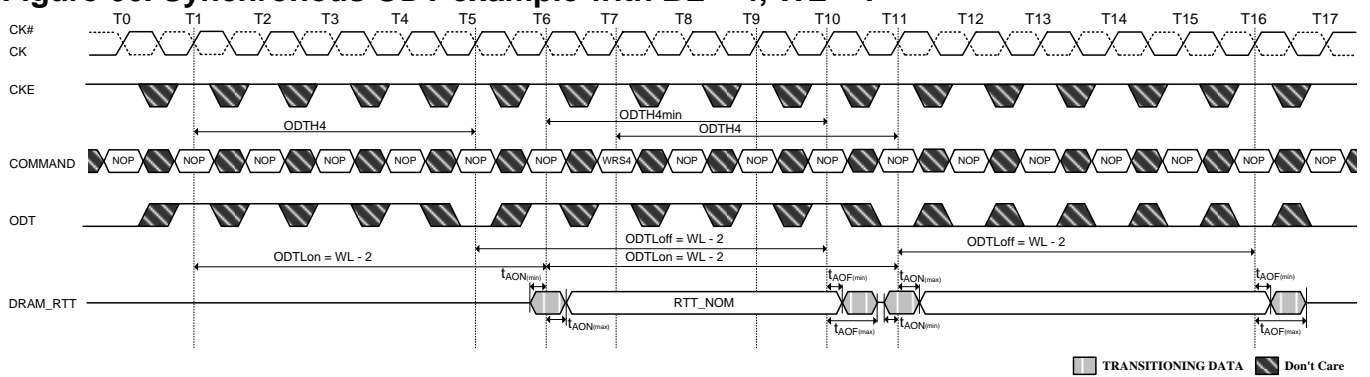 Figure Synchronous ODT example with BL = 4, WL = 7
T0 T1 T2 T3 T4 T5 T6 T7 T8 T9 T10 T11 T12 T13 T14 T15 T16 T17
CK#
CK
CKE
ODTH4min
ODTH4
ODTH4
COMMAND NOP NOP NOP NOP NOP NOP NOP WRS4 NOP NOP NOP NOP NOP NOP NOP NOP NOP NOP
ODT
ODTLoff = WL - 2
ODTLoff = WL - 2
ODTLon = WL - 2
ODTLon = WL - 2
tAON(min)
tAOF(min)
tAON(max)
tAOF(min)
DRAM_RTT
RTT_NOM
tAON(max)
tAOF(max)
tAON(min)
tAOF(max)
TRANSITIONING DATA
Don't Care